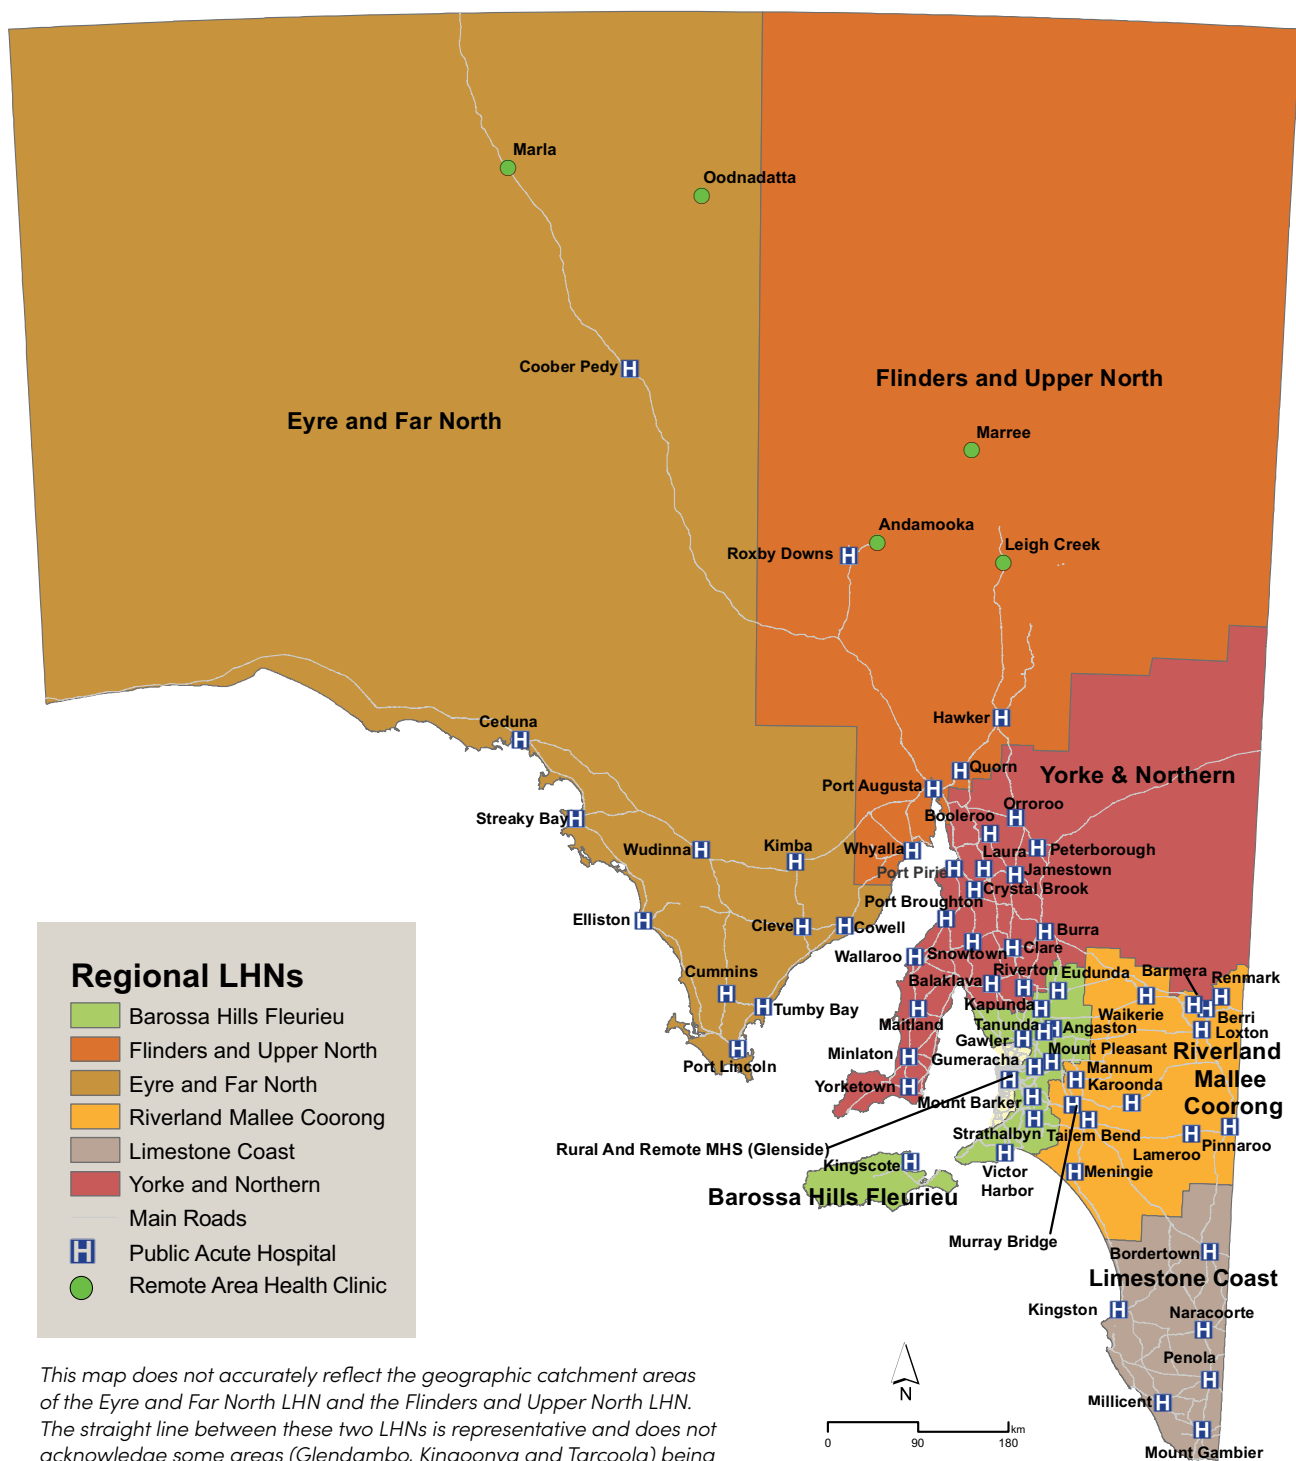 Marla
Oodnadatta
Coober Pedy
Flinders and Upper North
Eyre and Far North
Marree
Andamooka
Roxby Downs
Leigh Creek
Hawker
Ceduna
Quorn
Yorke & Northern
Port Augusta
Orroroo
Booleroo
Streaky Bay
Wudinna
Kimba
Whyalla
Laura
Peterborough
Port Pirie
Jamestown
Crystal Brook
Port Broughton
Elliston
Cleve
Cowell
Burra
Wallaroo
Snowtown
Clare
Cummins
Riverton
Eudunda
Barmera
Renmark
Balaklava
Tumby Bay
Kapunda
Waikerie
Berri
Maitland
Tanunda
Angaston
Loxton
Gawler
Port Lincoln
Minlaton
Gumeracha
Mount Pleasant
Riverland
Mallee
Coorong
Mannum
Karoonda
Yorketown
Mount Barker
Strathalbyn
Tailem Bend
Pinnaroo
Lameroo
Rural And Remote MHS (Glenside)
Kingscote
Victor
Harbor
Meningie
Barossa Hills Fleurieu
Murray Bridge
Bordertown
Limestone Coast
Kingston
Naracoorte
Penola
Millicent
Mount Gambier
Regional LHNs
Barossa Hills Fleurieu
Flinders and Upper North
Eyre and Far North
Riverland Mallee Coorong
Limestone Coast
Yorke and Northern
Main Roads
H Public Acute Hospital
Remote Area Health Clinic
This map does not accurately reflect the geographic catchment areas
of the Eyre and Far North LHN and the Flinders and Upper North LHN.
The straight line between these two LHNs is representative and does not
acknowledge some areas (Glendambo, Kingoonya and Tarcoola) being
N
km
0 90 180